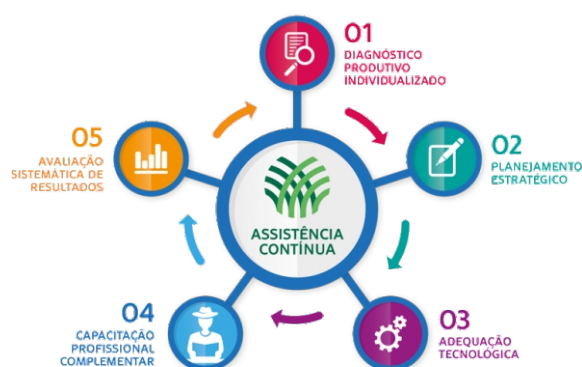 01
DIAGNÓSTICO
PRODUTIVO
INDIVIDUALIZADO
02
PLANEJAMENTO
ESTRATÉGICO
03
ADEQUAÇÃO
TECNOLÓGICA
04
CAPACITAÇÃO
PROFISSIONAL
COMPLEMENTAR
05
AVALIAÇÃO
SISTEMÁTICA DE
RESULTADOS
ASSISTÊNCIA
CONTÍNUA